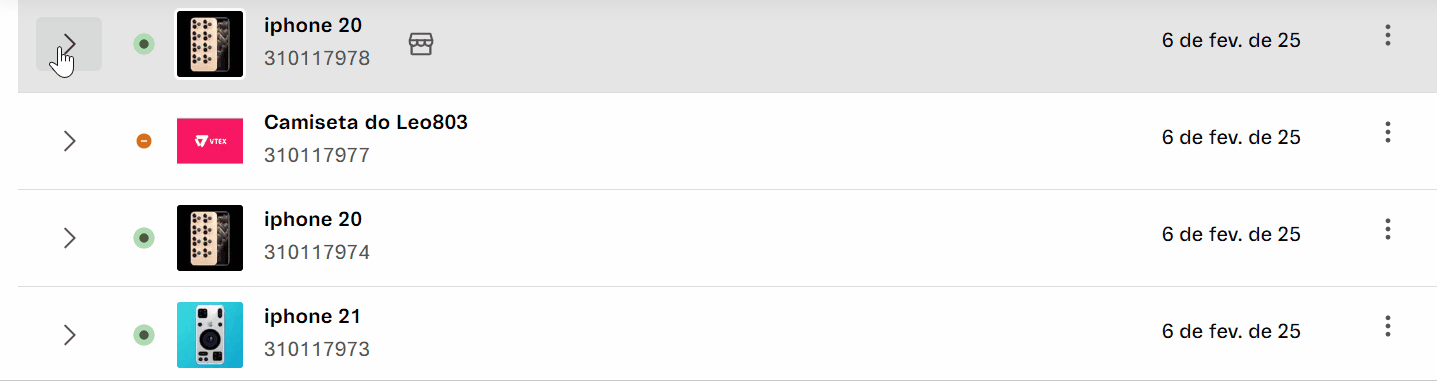 iphone 20
310117978
6 de fev. de 25
Camiseta do Leo803
310117977
VTEX
6 de fev. de 25
iphone 20
310117974
6 de fev. de 25
iphone 21
310117973
6 de fev. de 25